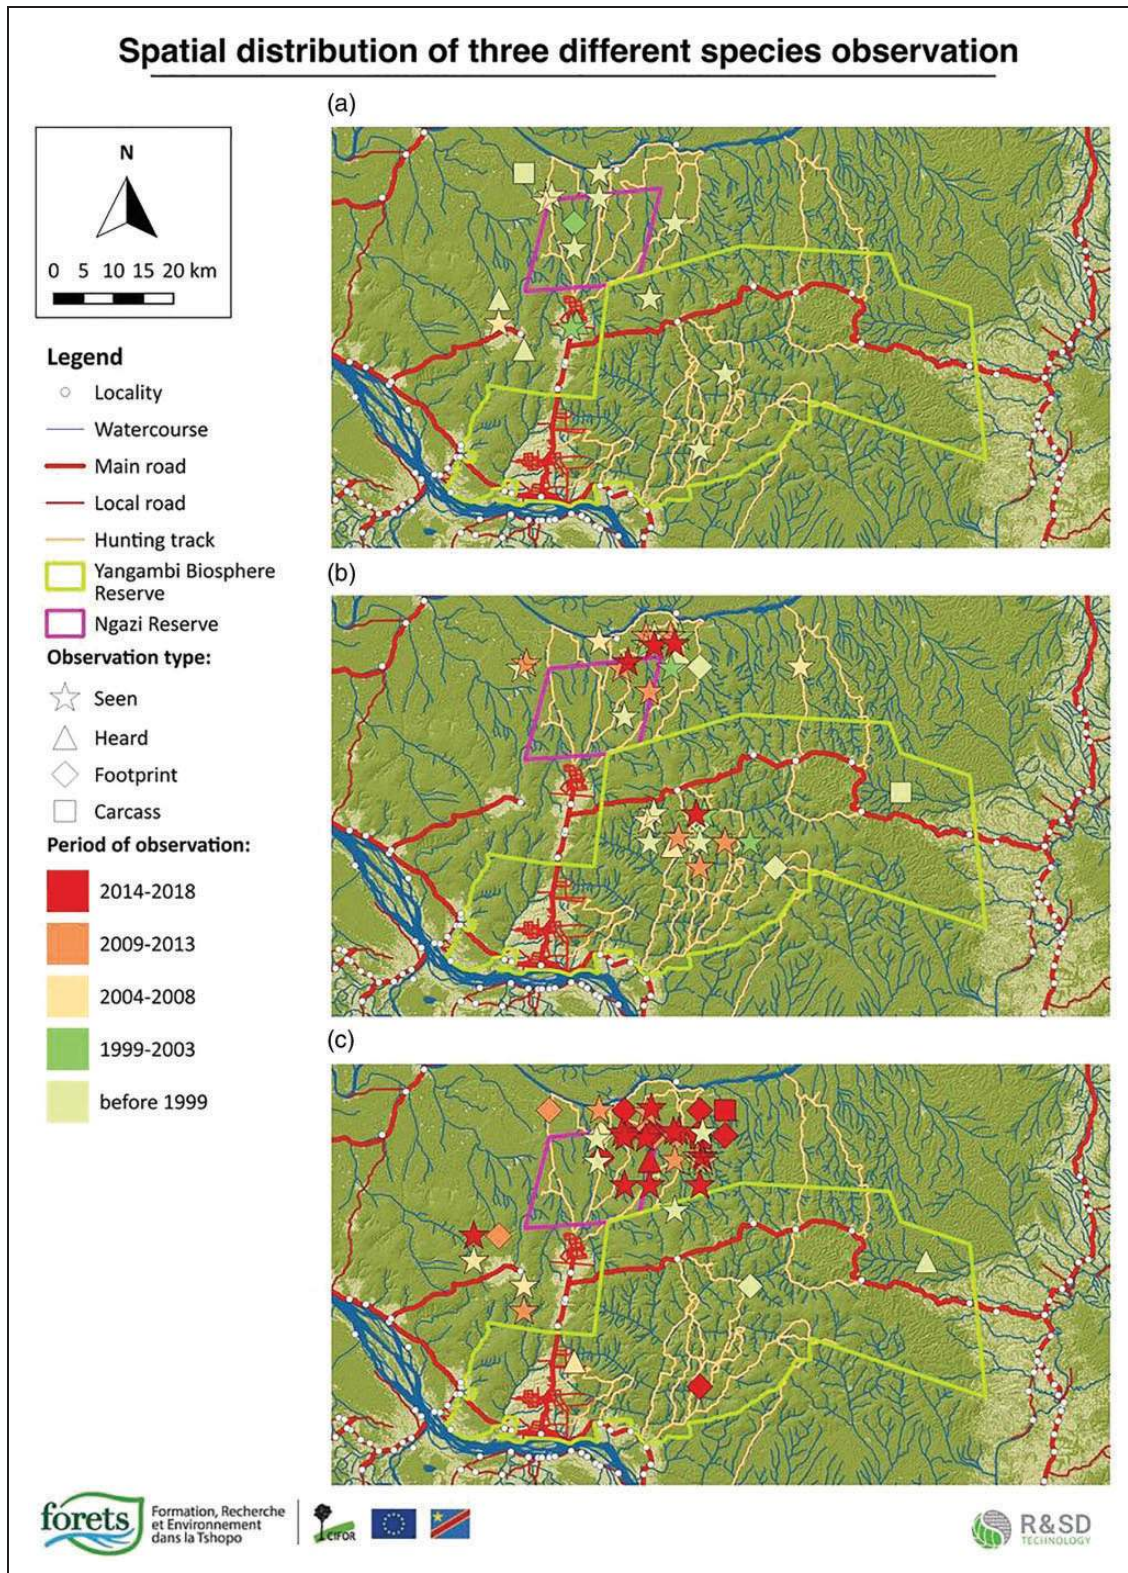 Spatial distribution of three different species observation
(a)
N
0 5 10 15 20 km
Legend
Locality
Watercourse
Main road
Local road
Hunting track
Yangambi Biosphere
Reserve
Ngazi Reserve
Observation type:
Seen
Heard
Footprint
Carcass
Period of observation:
2014-2018
2009-2013
2004-2008
1999-2003
before 1999
(b)
(c)
forets
Formation, Recherche
et Environnement
dans la Tshopo
CIFOR
R&SD
TECHNOLOGY